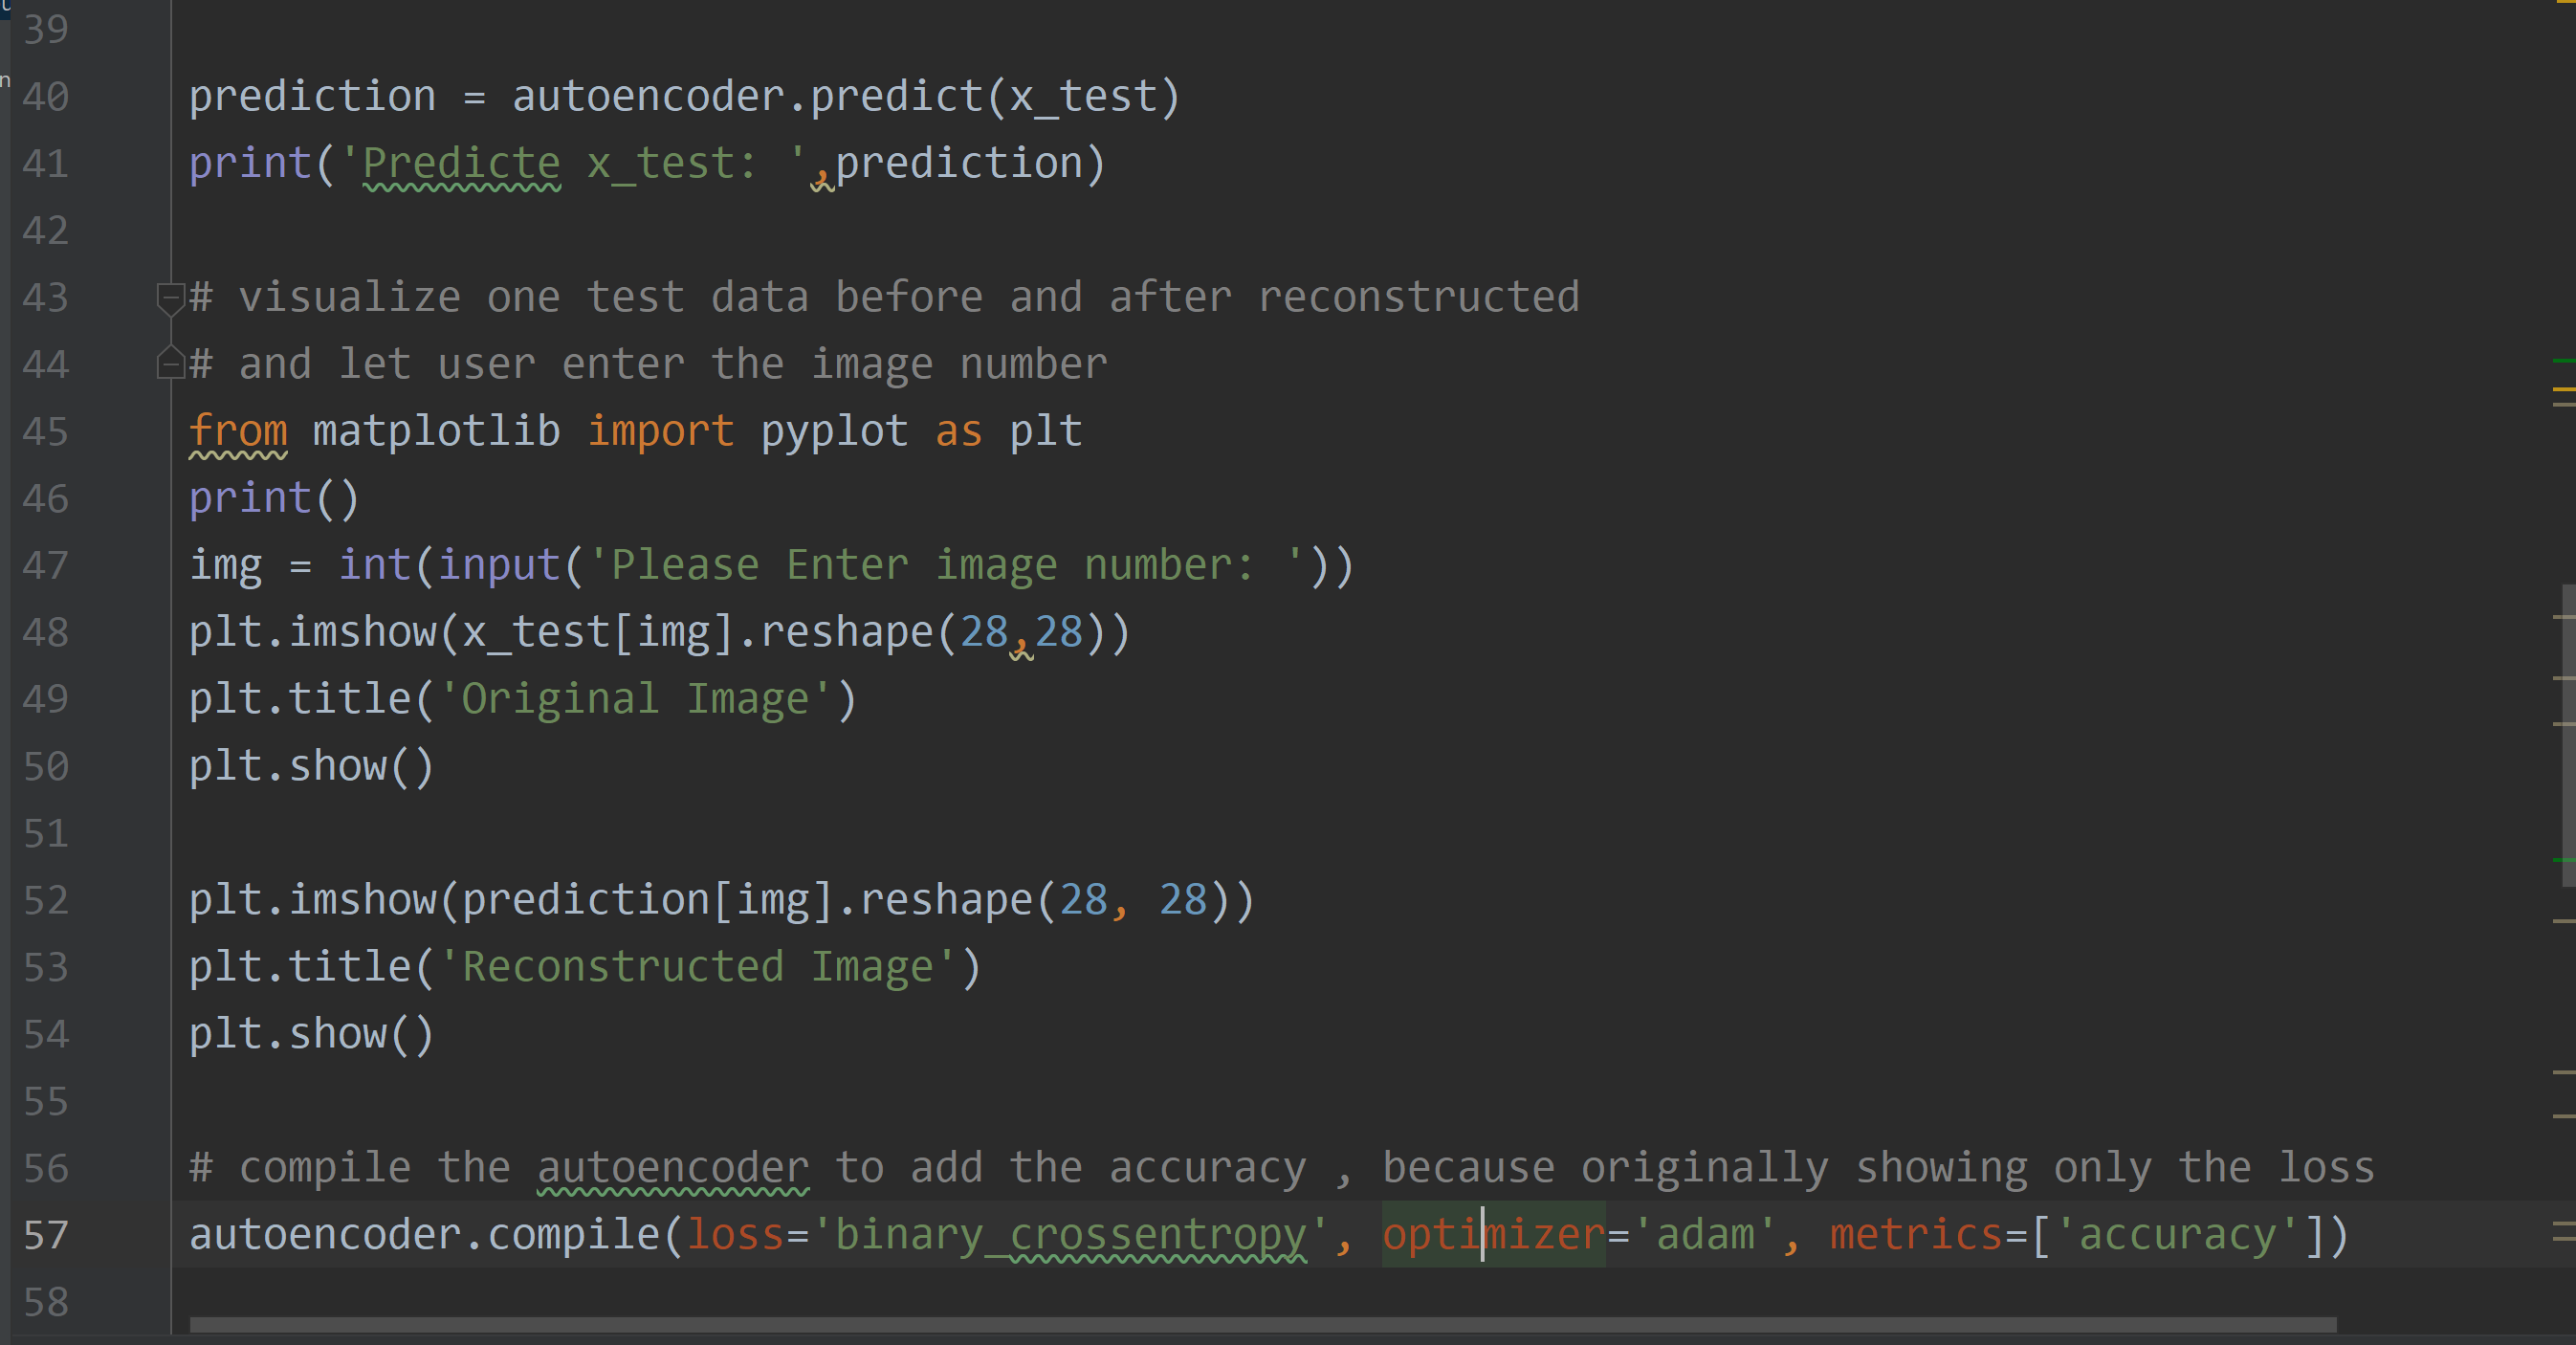 39
40 prediction = autoencoder.predict(x_test)
41 print('Predicte x_test: ',prediction)
42
43 # visualize one test data before and after reconstructed
44 # and let user enter the image number
45 from matplotlib import pyplot as plt
46 print()
47 img = int(input('Please Enter image number: '))
48 plt.imshow(x_test[img].reshape(28,28))
49 plt.title('Original Image')
50 plt.show()
51
52 plt.imshow(prediction[img].reshape(28, 28))
53 plt.title('Reconstructed Image')
54 plt.show()
55
56 # compile the autoencoder to add the accuracy , because originally showing only the loss
57 autoencoder.compile(loss='binary_crossentropy', optimizer='adam', metrics=['accuracy'])
58